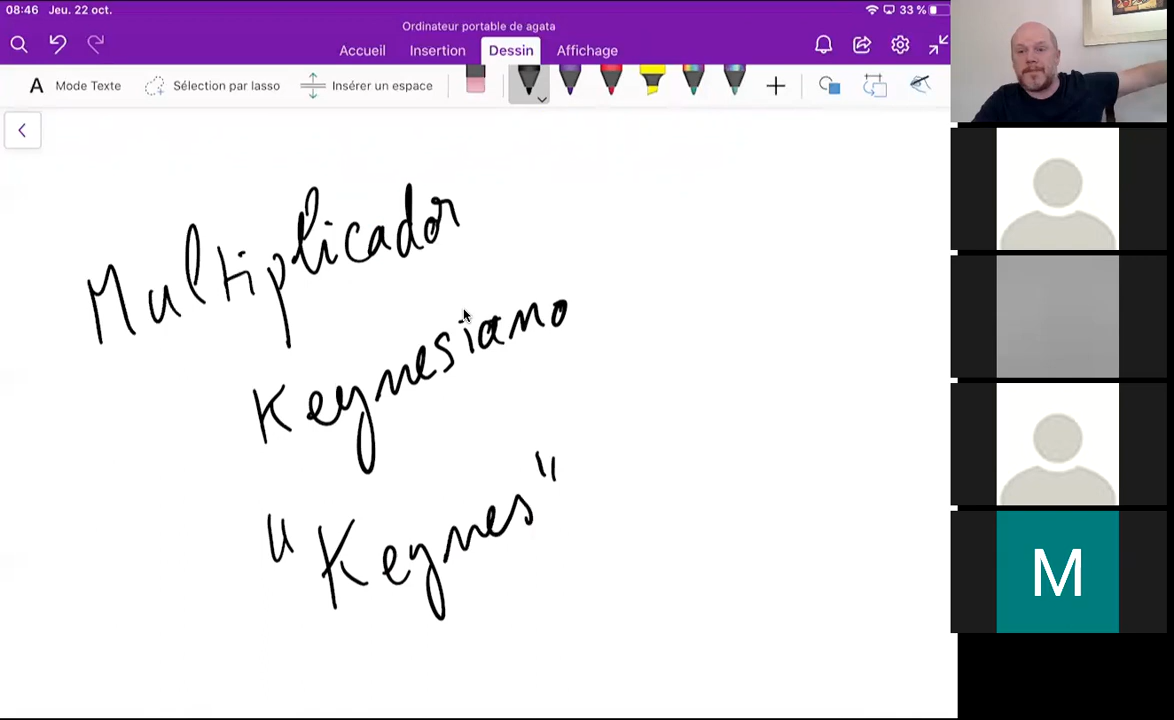 08:46 Jeu. 22 oct.
33 %
Ordinateur portable de agata
Accueil Insertion Dessin Affichage
A Mode Texte Sélection par lasso Insérer un espace
Multiplicador
Keynesiano
"Keynes"
M